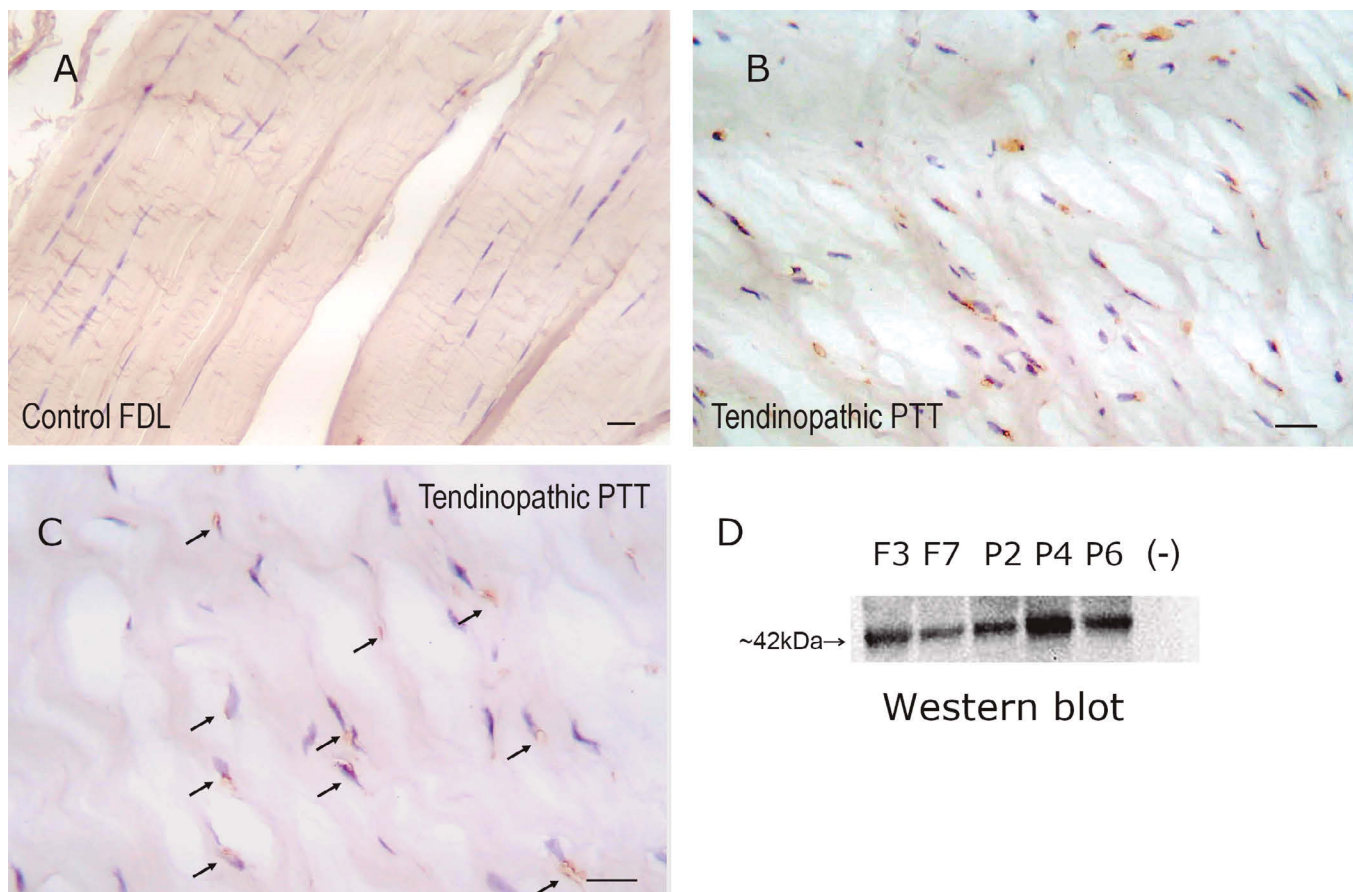 A
Control FDL
B
Tendinopathic PTT
C
Tendinopathic PTT
D
F3 F7 P2 P4 P6 (-)
~42kDa→
Western blot